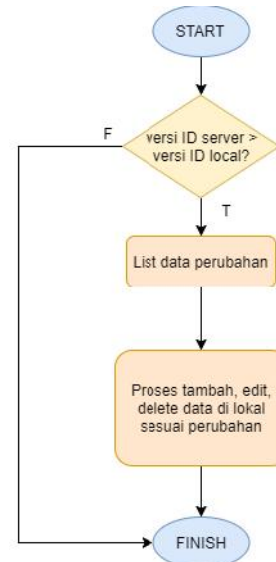 START
F
versi ID server >
versi ID local?
T
List data perubahan
Proses tambah, edit,
delete data di lokal
sesuai perubahan
FINISH